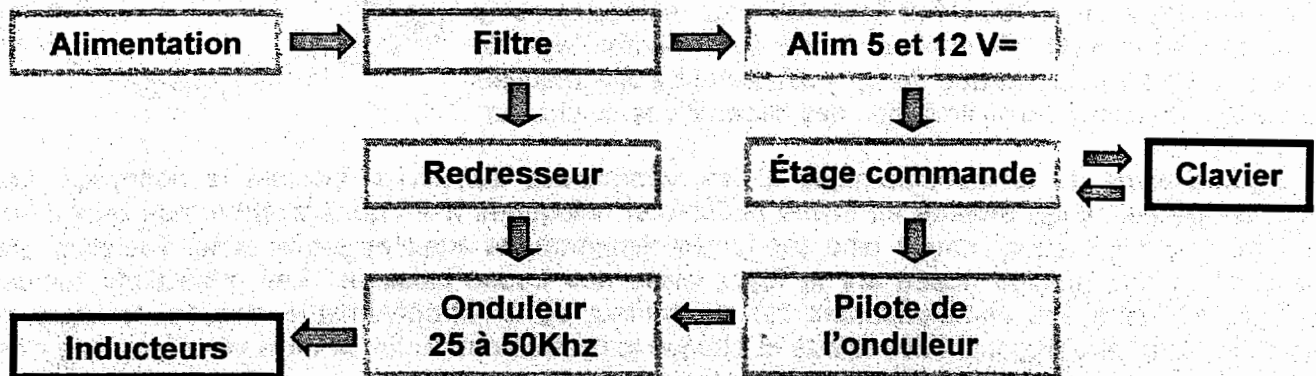 Alimentation
Filtre
Alim 5 et 12 V=
Redresseur
Étage commande
Clavier
Onduleur
25 à 50Khz
Pilote de
l'onduleur
Inducteurs